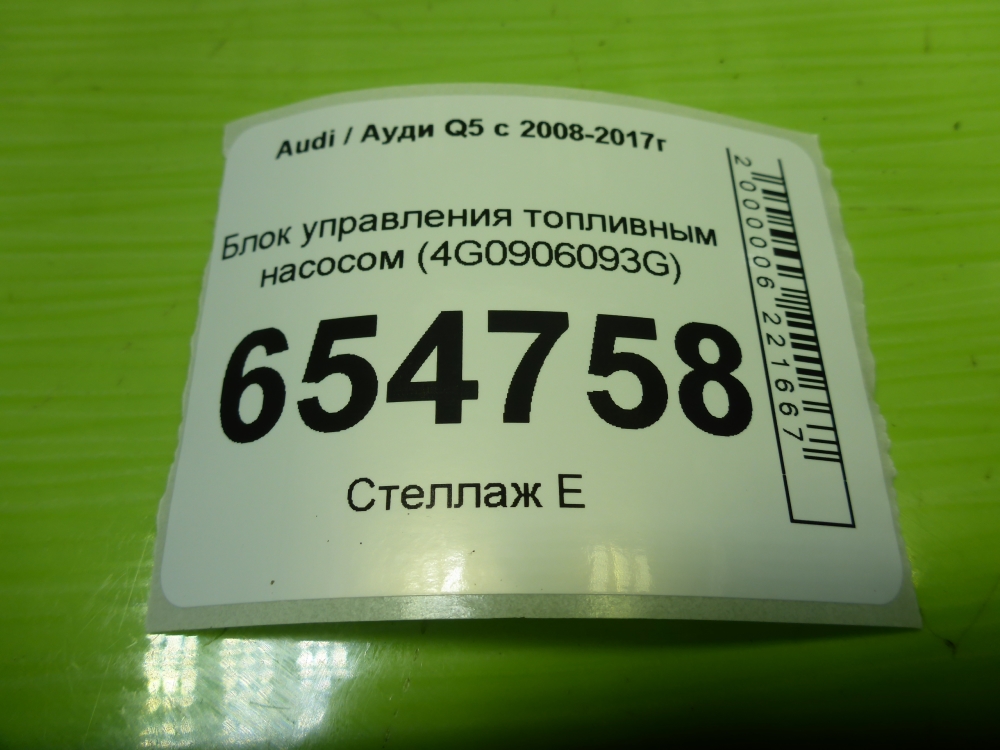 Audi / Ауди Q5 с 2008-2017г
Блок управления топливным
насосом (4G0906093G)
654758
Стеллаж Е
2000006221667